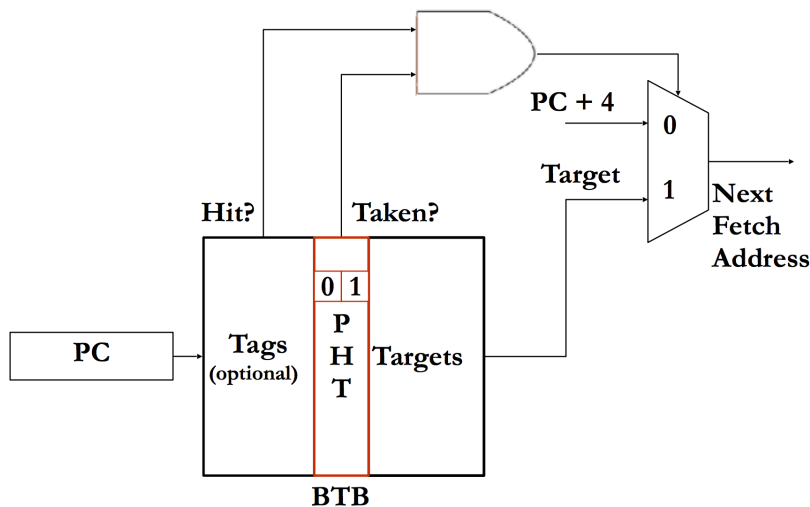 PC + 4
0
Target
1
Next
Fetch
Address
Hit?
Taken?
0 1
P
H
T
Tags
(optional)
Targets
PC
BTB